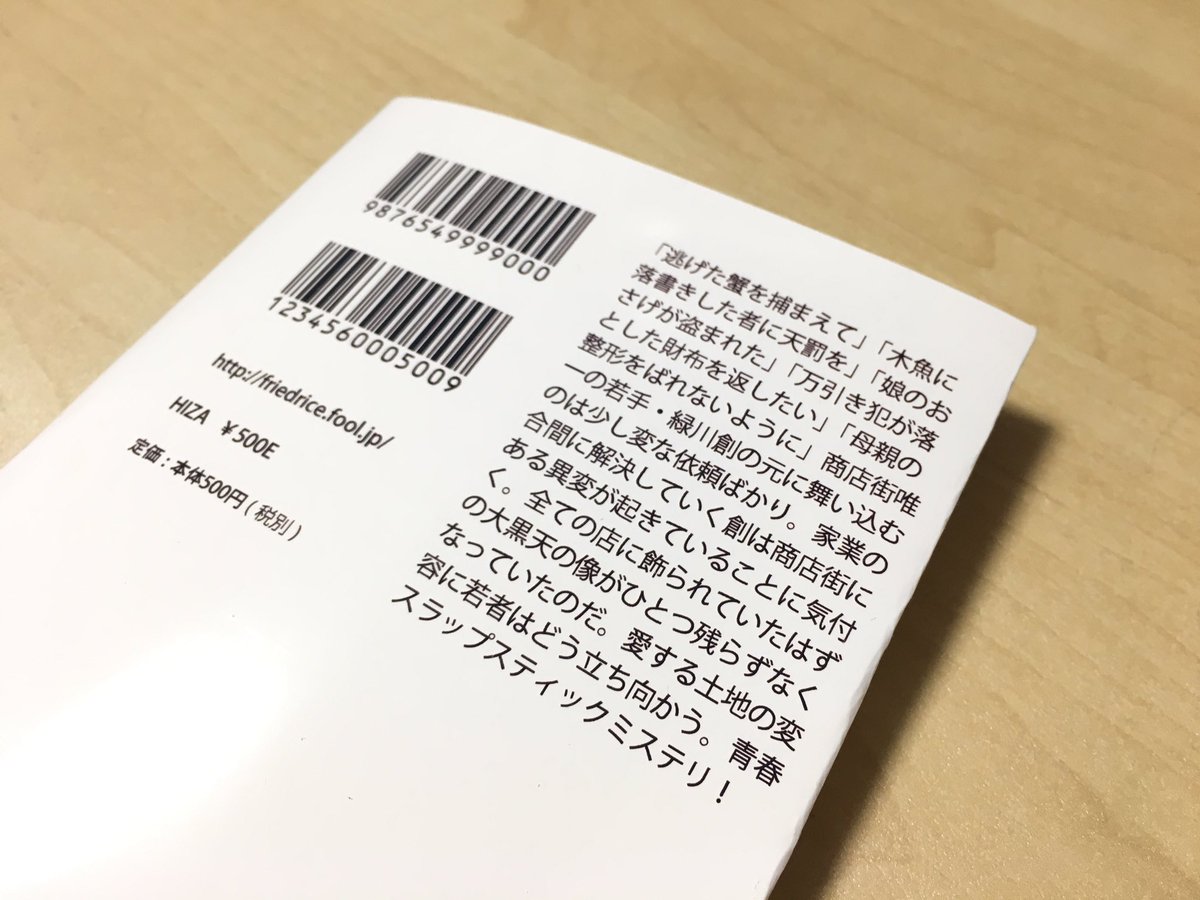 9876549999000
1234560005009
http://friedrice.fool.jp/
HIZA ¥500E
定価：本体500円(税別)
「逃げた蟹を捕まえて」「木魚に
落書きした者に天罰を」「娘のお
さげが盗まれた」「万引き犯が落
とした財布を返したい」「母親の
整形をばれないように」商店街唯
一の若手・緑川創の元に舞い込む
のは少し変な依頼ばかり。家業の
合間に解決していく創は商店街に
ある異変が起きていることに気付
く。全ての店に飾られていたはず
の大黒天の像がひとつ残らずなく
なっていたのだ。愛する土地の変
容に若者はどう立ち向かう。青春
スラップスティックミステリ！